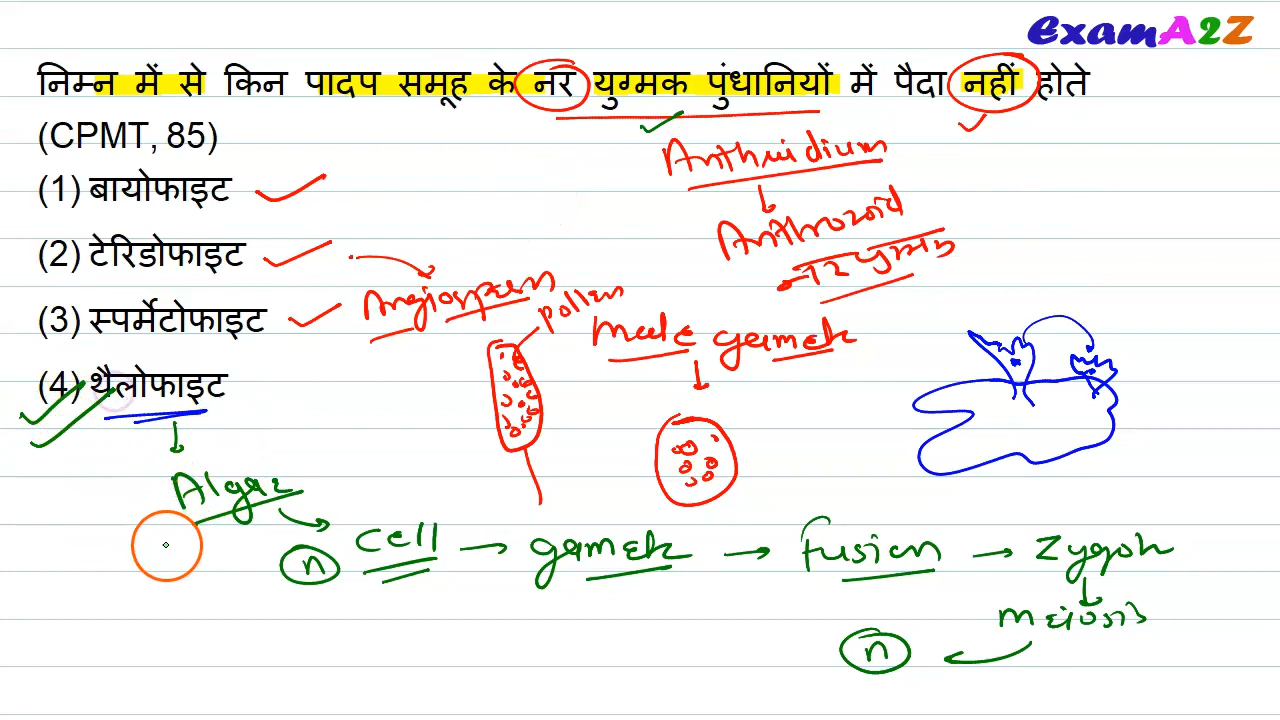 ExamA2Z
निम्न में से किन पादप समूह के नर युग्मक पुंधानियों में पैदा नहीं होते
(CPMT, 85)
(1) बायोफाइट
(2) टेरिडोफाइट
(3) स्पर्मेटोफाइट
(4) थैलोफाइट
Antheridium
Anthrozoid
नर युग्मक
Angiosperm
pollen
male gamete
Algae
n cell gamete fusion zygote
meiosis
n